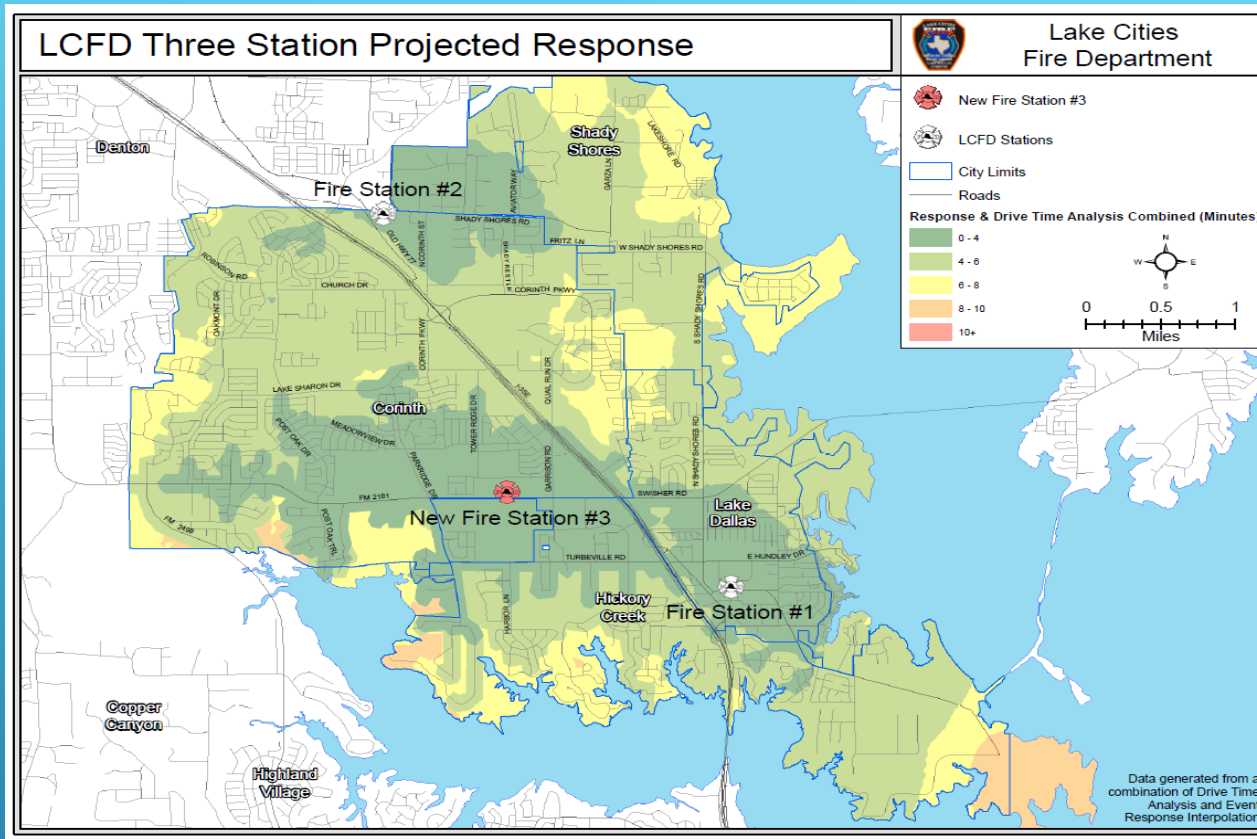 LCFD Three Station Projected Response
Lake Cities
Fire Department
New Fire Station #3
LCFD Stations
City Limits
Roads
Response & Drive Time Analysis Combined (Minutes)
0 - 4
4 - 6
6 - 8
8 - 10
10+
N
W
E
S
0
0.5
1
Miles
Denton
Shady
Shores
LAKESHORE RD
GARZA LN
AVIATOR WAY
Fire Station #2
SHADY SHORES RD
OLD HWY 77
N CORINTH ST
FRITZ LN
W SHADY SHORES RD
ROBINSON RD
CHURCH DR
CORINTH PKWY
OAKMONT DR
CORINTH PKWY
S SHADY SHORES RD
I-35E
QUAIL RUN DR
LAKE SHARON DR
Corinth
POST OAK DR
MEADOWVIEW DR
TOWER RIDGE DR
PARKRIDGE DR
GARRISON RD
N SHADY SHORES RD
FM 2181
SWISHER RD
Lake
Dallas
New Fire Station #3
FM 2499
POST OAK TRL
TURBEVILLE RD
E HUNDLEY DR
HARBOR LN
Hickory
Creek
Fire Station #1
Copper
Canyon
Highland
Village
Data generated from a
combination of Drive Time
Analysis and Event
Response Interpolation